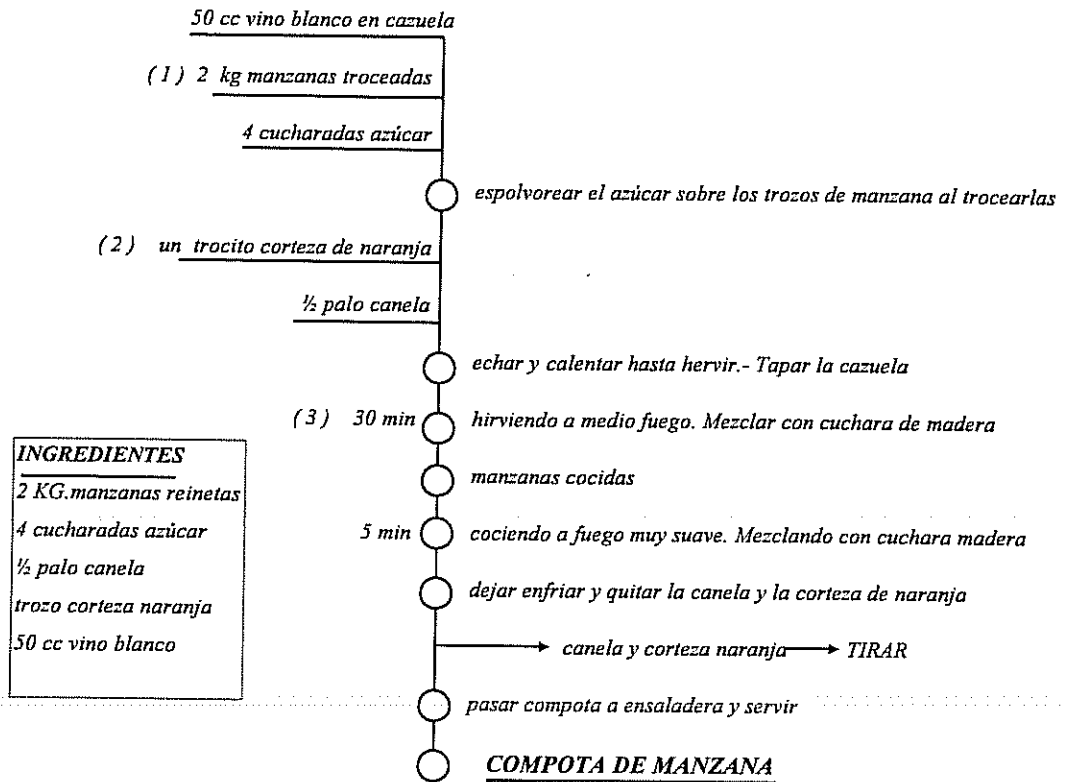 50 cc vino blanco en cazuela
(1) 2 kg manzanas troceadas
4 cucharadas azúcar
espolvorear el azúcar sobre los trozos de manzana al trocearlas
(2) un trocito corteza de naranja
½ palo canela
echar y calentar hasta hervir.- Tapar la cazuela
(3) 30 min hirviendo a medio fuego. Mezclar con cuchara de madera
manzanas cocidas
5 min cociendo a fuego muy suave. Mezclando con cuchara madera
dejar enfriar y quitar la canela y la corteza de naranja
canela y corteza naranja TIRAR
pasar compota a ensaladera y servir
COMPOTA DE MANZANA
INGREDIENTES
2 KG.manzanas reinetas
4 cucharadas azúcar
½ palo canela
trozo corteza naranja
50 cc vino blanco